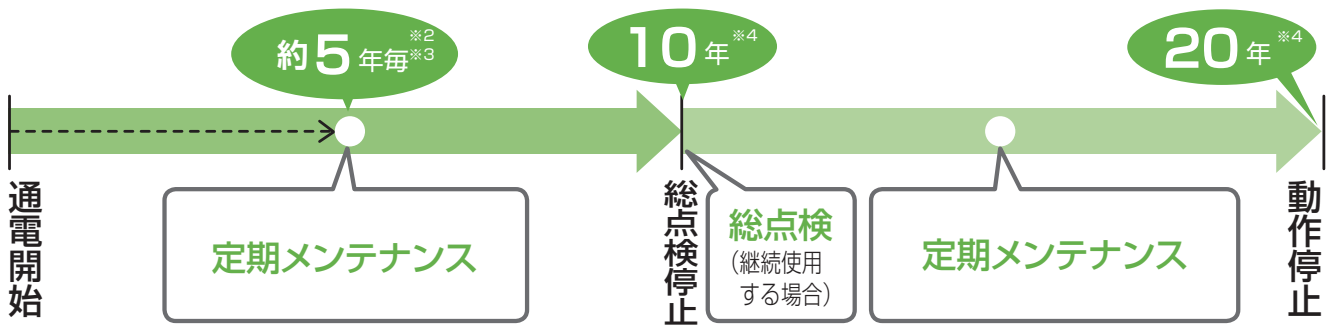 約5年毎※2※3
10年※4
20年※4
通電開始
定期メンテナンス
総点検停止
総点検
（継続使用
する場合）
定期メンテナンス
動作停止